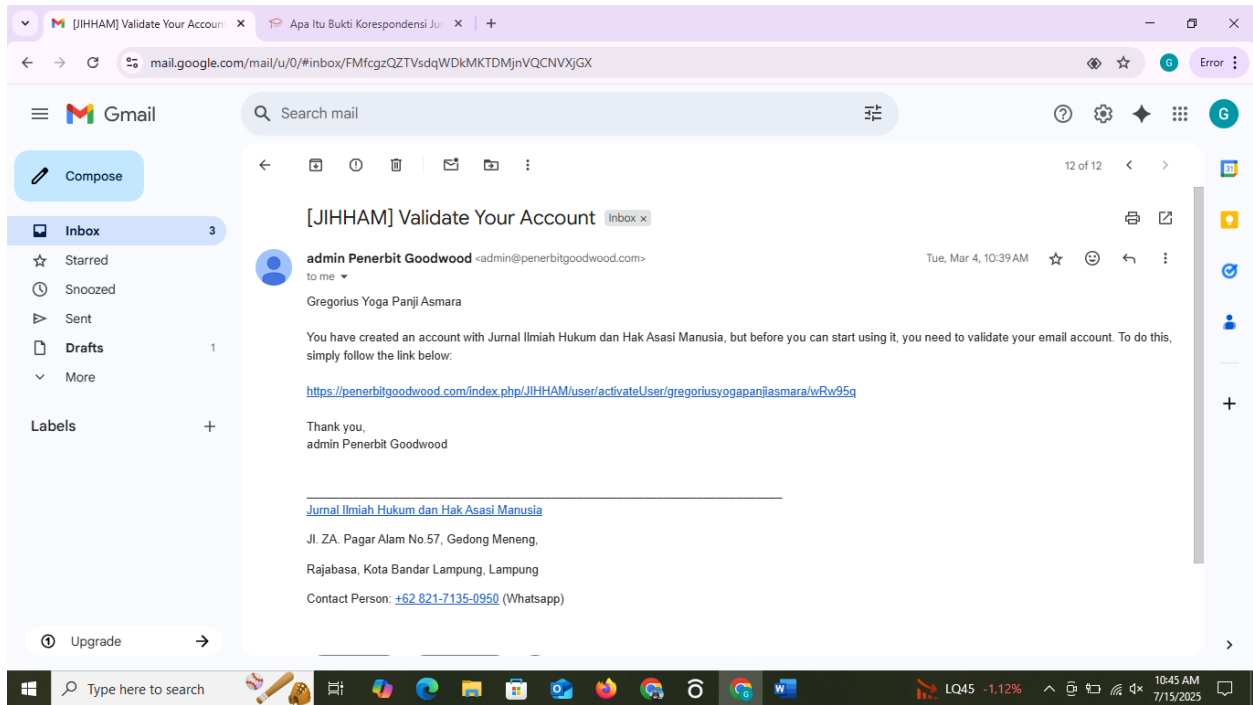 [JIHHAM] Validate Your Accoun
Apa Itu Bukti Korespondensi Jur
mail.google.com/mail/u/0/#inbox/FMfcgzQZTVsdqWDkMKTDMjnVQCNVXjGX
G
Error
Gmail
Search mail
G
Compose
12 of 12
31
[JIHHAM] Validate Your Account Inbox x
Inbox 3
admin Penerbit Goodwood <admin@penerbitgoodwood.com>
Tue, Mar 4, 10:39 AM
Starred
to me
Snoozed
Gregorius Yoga Panji Asmara
Sent
You have created an account with Jurnal Ilmiah Hukum dan Hak Asasi Manusia, but before you can start using it, you need to validate your email account. To do this,
simply follow the link below:
Drafts 1
More
https://penerbitgoodwood.com/index.php/JIHHAM/user/activateUser/gregoriusyogapanjiasmara/wRw95q
Labels
Thank you,
admin Penerbit Goodwood
Jurnal Ilmiah Hukum dan Hak Asasi Manusia
Jl. ZA. Pagar Alam No.57, Gedong Meneng,
Rajabasa, Kota Bandar Lampung, Lampung
Contact Person: +62 821-7135-0950 (Whatsapp)
Upgrade
Type here to search
LQ45 -1,12%
10:45 AM
7/15/2025